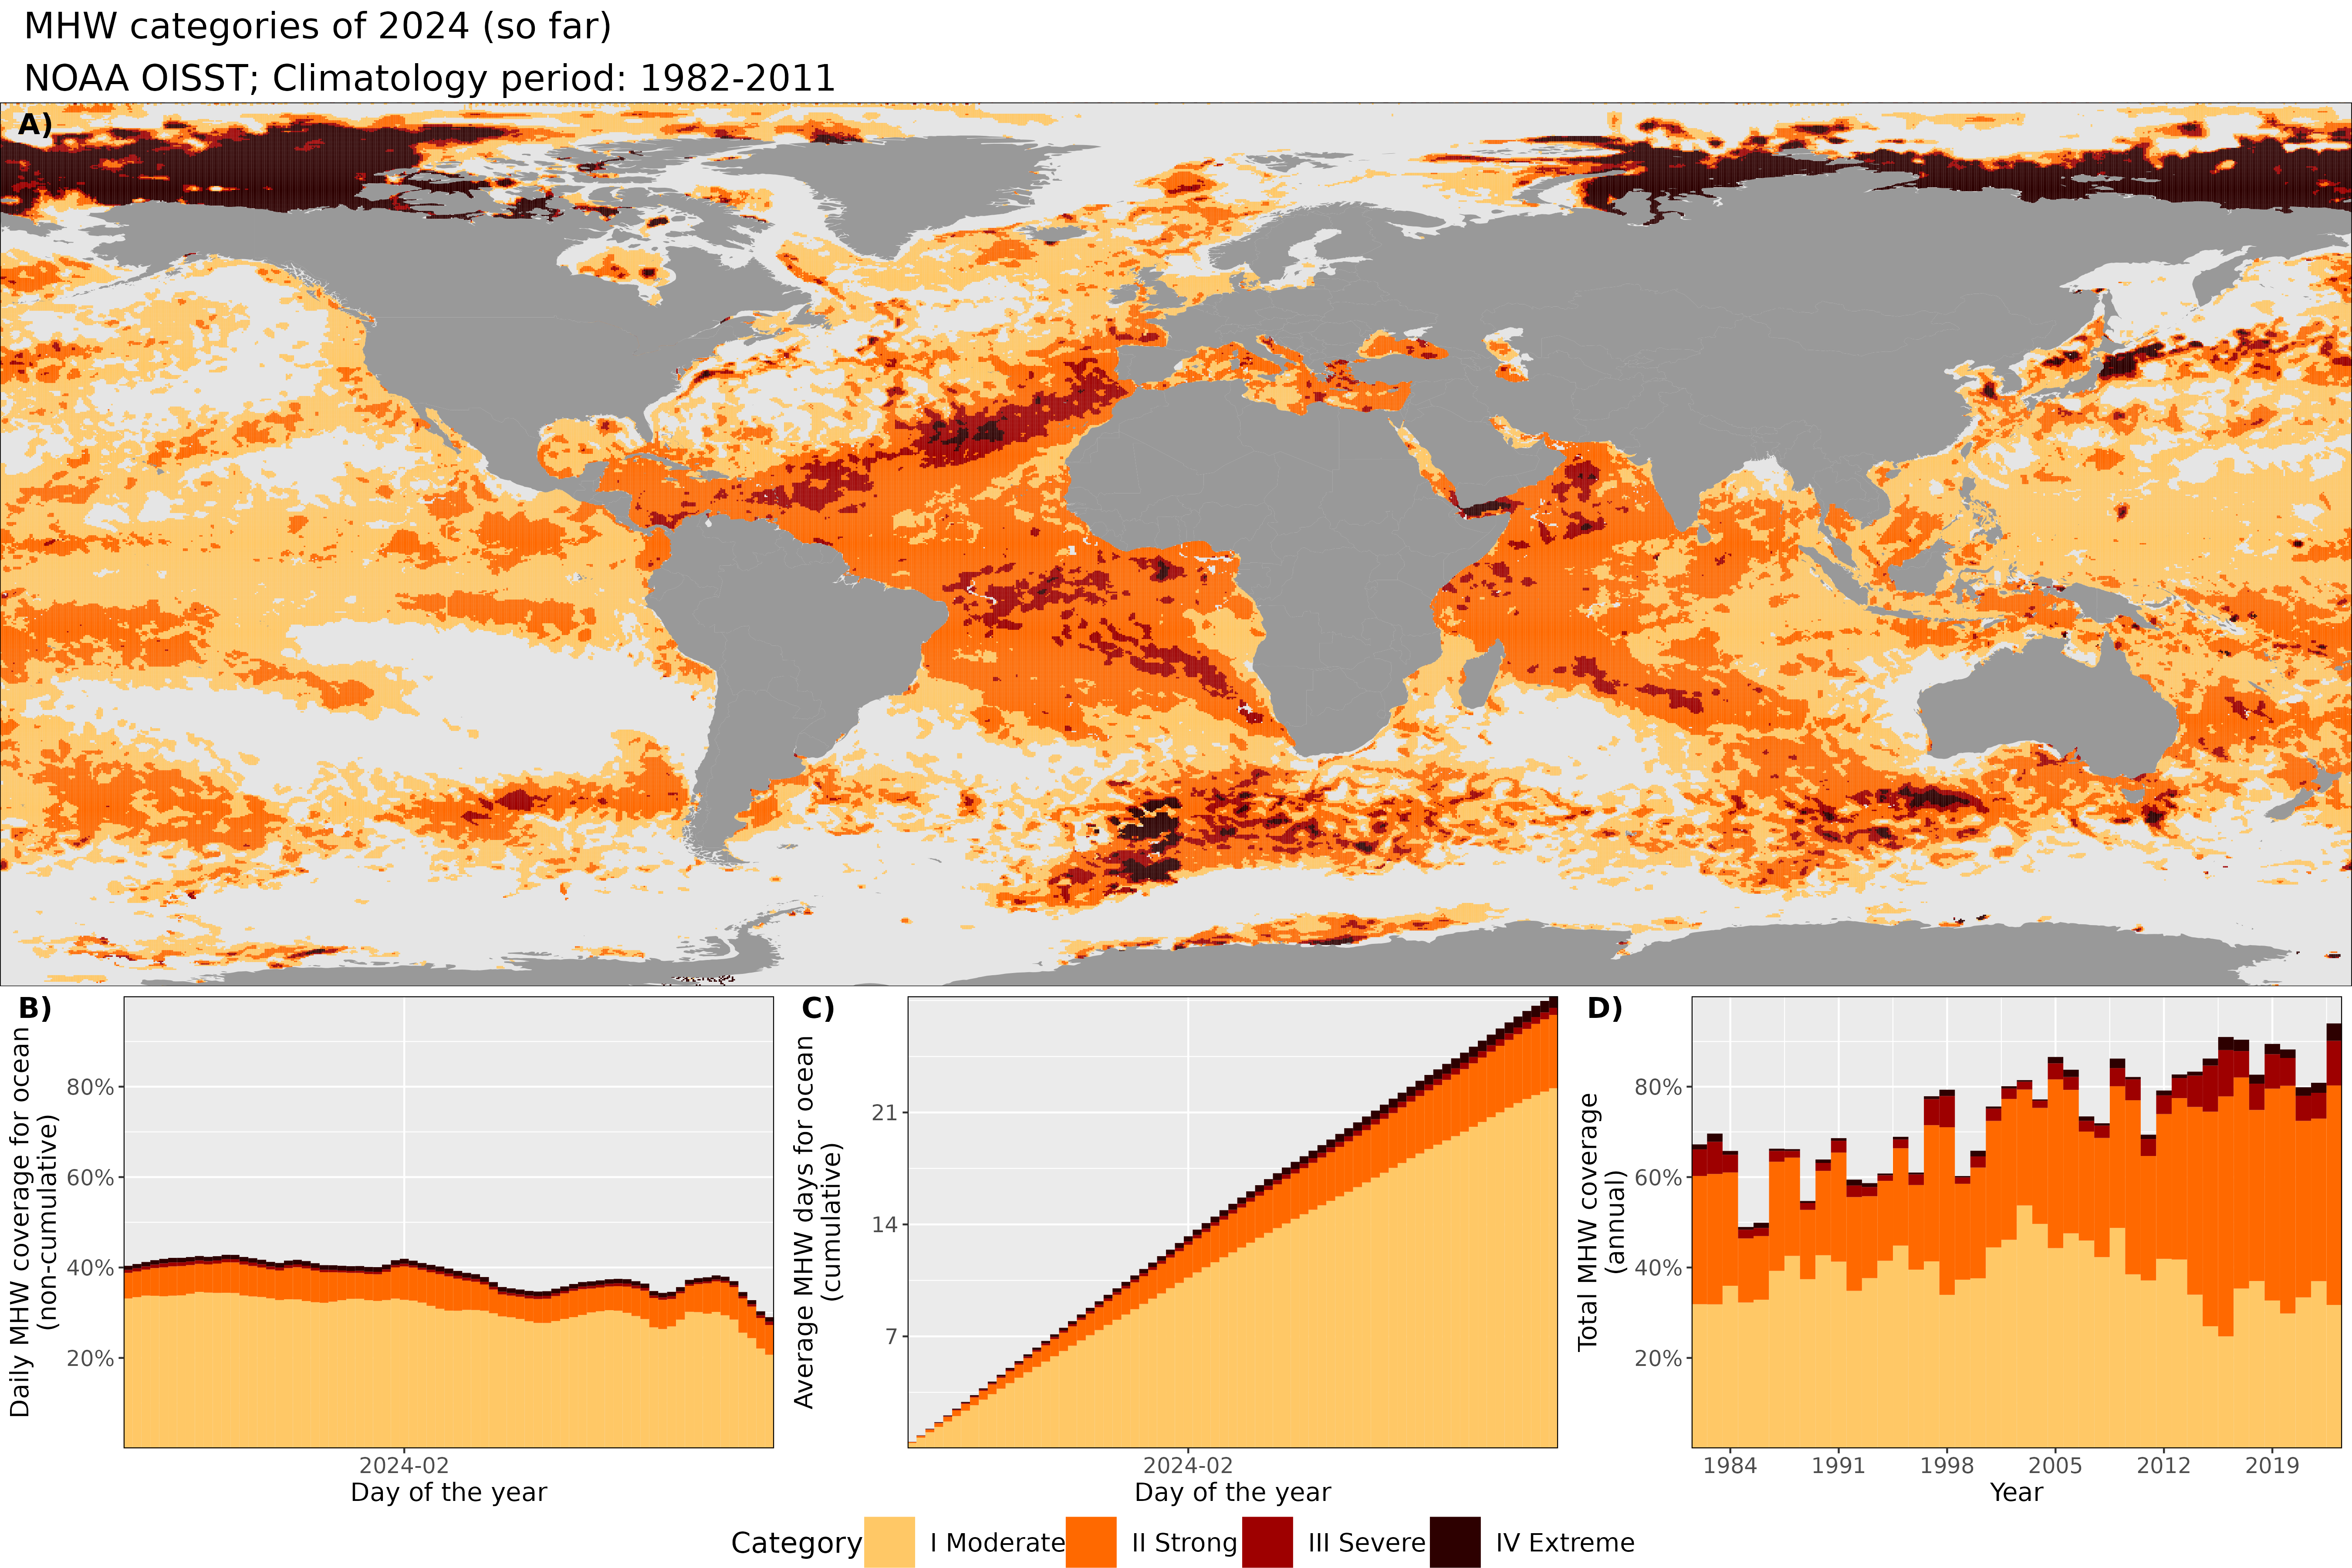 MHW categories of 2024 (so far)
NOAA OISST; Climatology period: 1982-2011
A)
B)
Daily MHW coverage for ocean
(non-cumulative)
80%
60%
40%
20%
2024-02
Day of the year
C)
Average MHW days for ocean
(cumulative)
21
14
7
2024-02
Day of the year
D)
Total MHW coverage
(annual)
80%
60%
40%
20%
1984 1991 1998 2005 2012 2019
Year
Category I Moderate II Strong III Severe IV Extreme